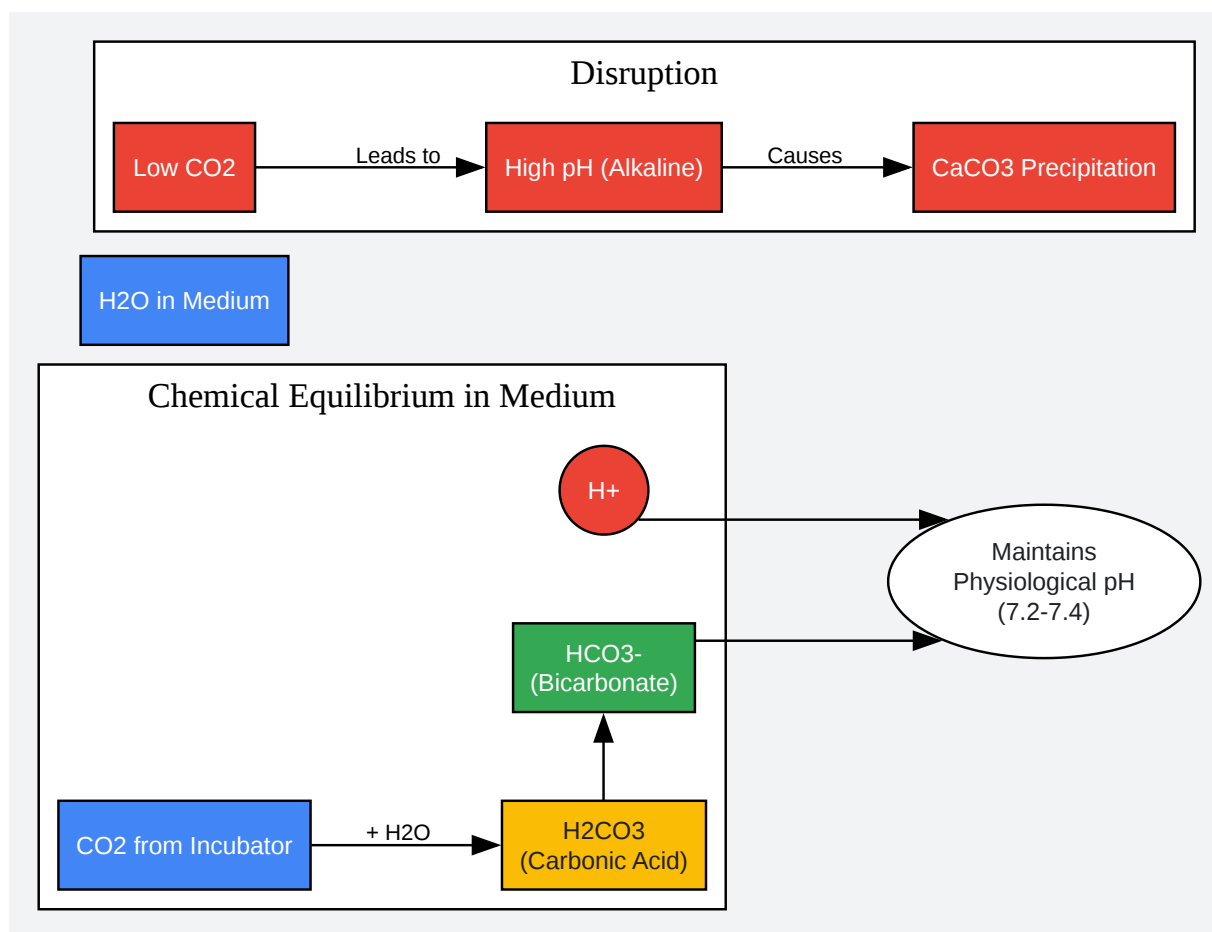 Disruption
Low CO2
Leads to
High pH (Alkaline)
Causes
CaCO3 Precipitation
H2O in Medium
Chemical Equilibrium in Medium
H+
Maintains
Physiological pH
(7.2-7.4)
HCO3-
(Bicarbonate)
CO2 from Incubator
+ H2O
H2CO3
(Carbonic Acid)